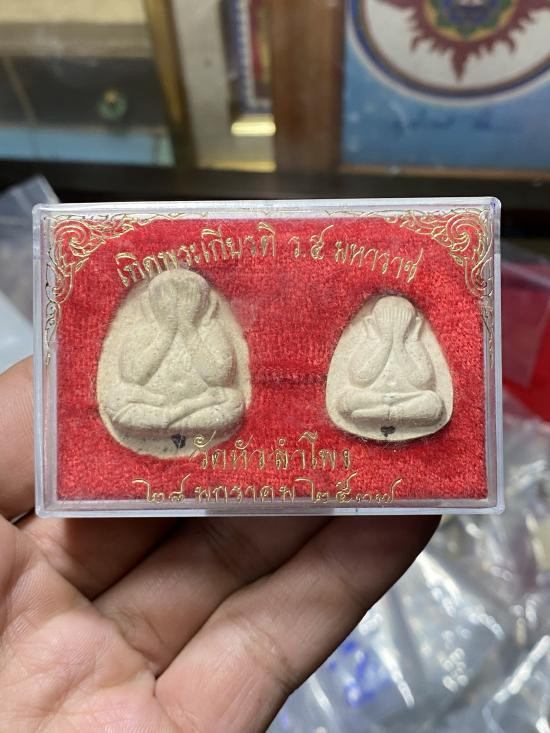 เทิดพระเกียรติ ร.๕ มหาราช
วัดหัวลำโพง
๒๘ มกราคม ๒๕๓๗